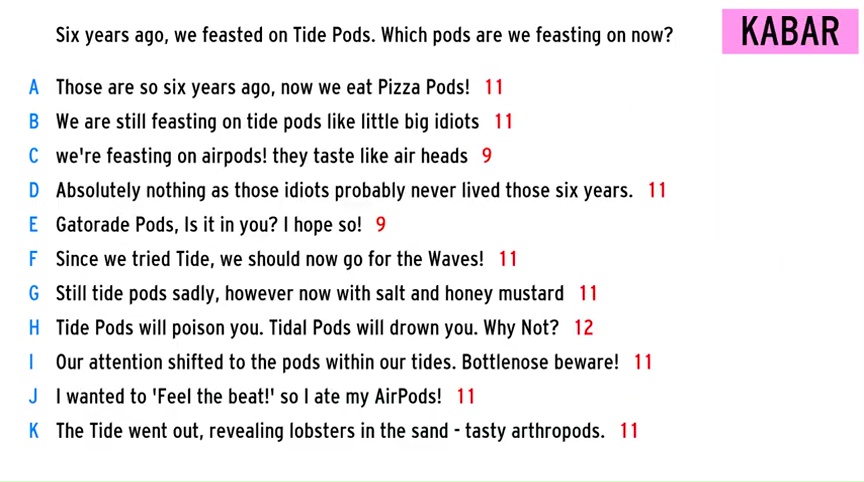 Six years ago, we feasted on Tide Pods. Which pods are we feasting on now?
KABAR
A Those are so six years ago, now we eat Pizza Pods! 11
B We are still feasting on tide pods like little big idiots 11
C we're feasting on airpods! they taste like air heads 9
D Absolutely nothing as those idiots probably never lived those six years. 11
E Gatorade Pods, Is it in you? I hope so! 9
F Since we tried Tide, we should now go for the Waves! 11
G Still tide pods sadly, however now with salt and honey mustard 11
H Tide Pods will poison you. Tidal Pods will drown you. Why Not? 12
I Our attention shifted to the pods within our tides. Bottlenose beware! 11
J I wanted to 'Feel the beat!' so I ate my AirPods! 11
K The Tide went out, revealing lobsters in the sand - tasty arthropods. 11